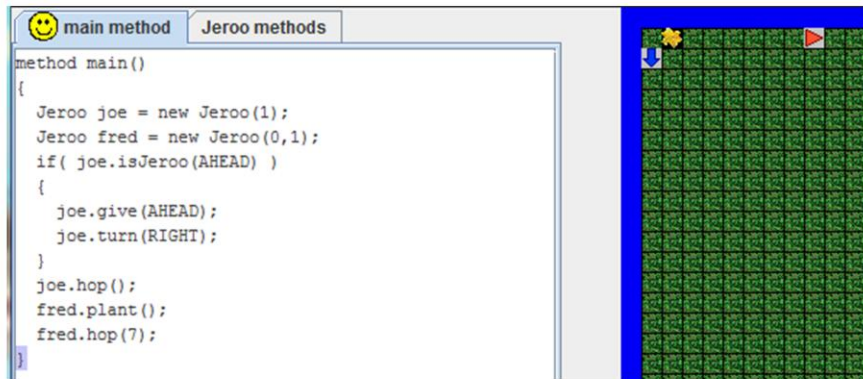 main method
Jeroo methods
method main()
{
Jeroo joe = new Jeroo(1);
Jeroo fred = new Jeroo(0,1);
if( joe.isJeroo(AHEAD) )
{
joe.give(AHEAD);
joe.turn(RIGHT);
}
joe.hop();
fred.plant();
fred.hop(7);
}